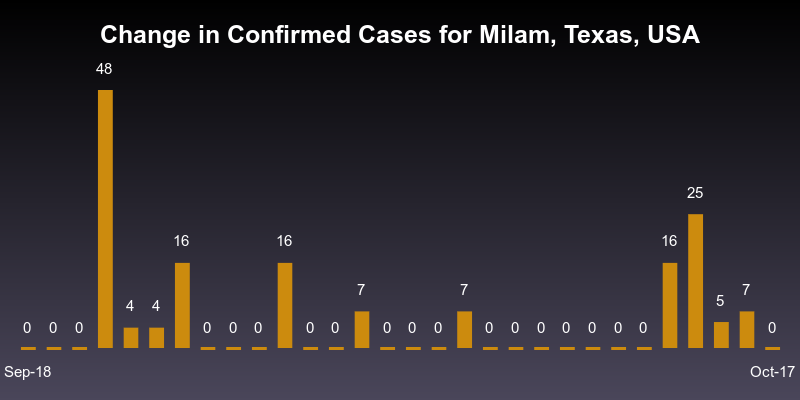 Change in Confirmed Cases for Milam, Texas, USA
0 0 0 48 4 4 16 0 0 0 16 0 0 7 0 0 0 7 0 0 0 0 0 0 0 16 25 5 7 0
Sep-18 Oct-17